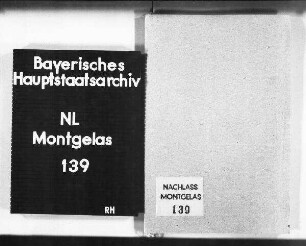 Bayerisches
Hauptstaatsarchiv
NL
Montgelas
139
RH
NACHLASS
MONTGELAS
139